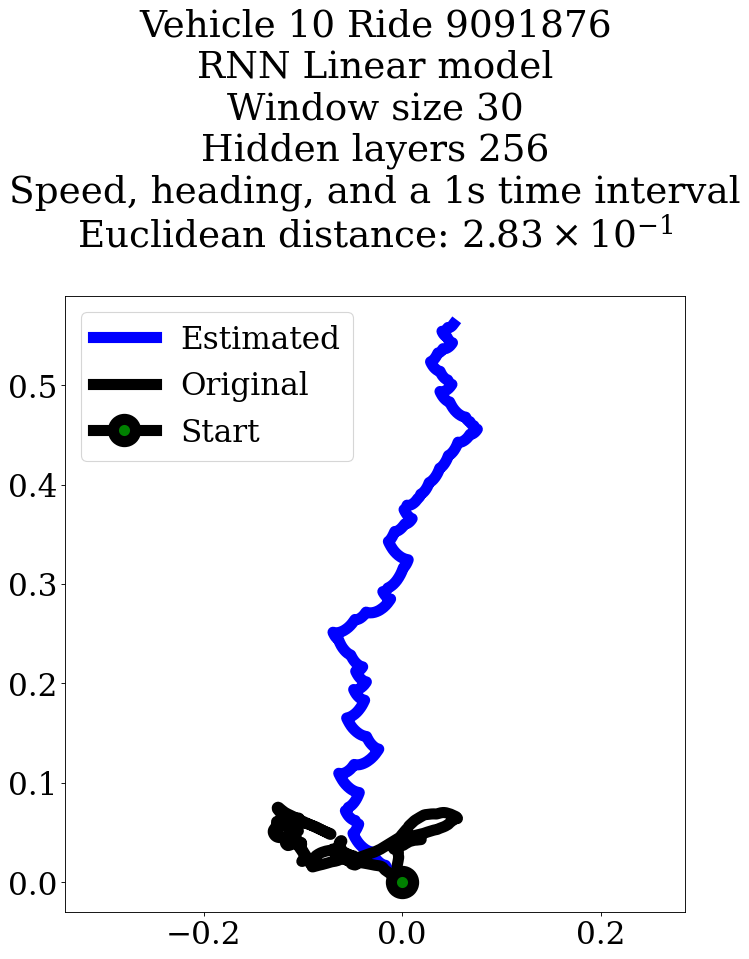 Vehicle 10 Ride 9091876
RNN Linear model
Window size 30
Hidden layers 256
Speed, heading, and a 1s time interval
Euclidean distance: 2.83 × 10⁻¹
Estimated
Original
Start
0.5
0.4
0.3
0.2
0.1
0.0
−0.2 0.0 0.2